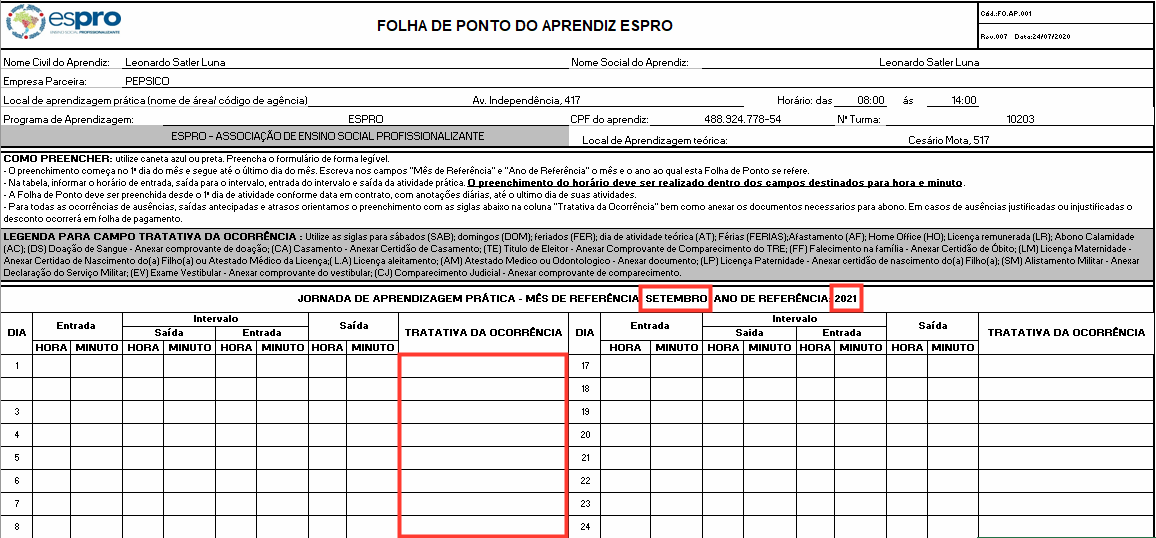 espro
ENSINO SOCIAL PROFISSIONALIZANTE
FOLHA DE PONTO DO APRENDIZ ESPRO
Cód.:FO.AP.001
Rev.007 Data:24/07/2020
Nome Civil do Aprendiz: Leonardo Satler Luna Nome Social do Aprendiz: Leonardo Satler Luna
Empresa Parceira: PEPSICO
Local de aprendizagem prática (nome de área/ código de agência) Av. Independência, 417 Horário: das 08:00 ás 14:00
Programa de Aprendizagem: ESPRO CPF do aprendiz: 488.924.778-54 Nº Turma: 10203
ESPRO - ASSOCIAÇÃO DE ENSINO SOCIAL PROFISSIONALIZANTE Local de Aprendizagem teórica: Cesário Mota, 517
COMO PREENCHER: utilize caneta azul ou preta. Preencha o formulário de forma legível.
- O preenchimento começa no 1º dia do mês e segue até o último dia do mês. Escreva nos campos "Mês de Referência" e "Ano de Referência" o mês e o ano ao qual esta Folha de Ponto se refere.
- Na tabela, informar o horário de entrada, saída para o intervalo, entrada do intervalo e saída da atividade prática. O preenchimento do horário deve ser realizado dentro dos campos destinados para hora e minuto.
- A Folha de Ponto deve ser preenchida desde o 1º dia de atividade conforme data em contrato, com anotações diárias, até o ultimo dia de suas atividades.
- Para todas as ocorrências de ausências, saídas antecipadas e atrasos orientamos o preenchimento com as siglas abaixo na coluna "Tratativa da Ocorrência" bem como anexar os documentos necessarios para abono. Em casos de ausências justificadas ou injustificadas o
desconto ocorrerá em folha de pagamento.
LEGENDA PARA CAMPO TRATATIVA DA OCORRÊNCIA : Utilize as siglas para sábados (SAB); domingos (DOM); feriados (FER); dia de atividade teórica (AT); Férias (FERIAS);Afastamento (AF); Home Office (HO); Licença remunerada (LR); Abono Calamidade
(AC); (DS) Doação de Sangue - Anexar comprovante de doação; (CA) Casamento - Anexar Certidão de Casamento; (TE) Titulo de Eleitor - Anexar Comprovante de Comparecimento do TRE; (FF) Falecimento na família - Anexar Certidão de Óbito; (LM) Licença Maternidade -
Anexar Certidao de Nascimento do(a) Filho(a) ou Atestado Médico da Licença;( L.A) Licença aleitamento; (AM) Atestado Medico ou Odontologico - Anexar documento; (LP) Licença Paternidade - Anexar certidão de nascimento do(a) Filho(a); (SM) Alistamento Militar - Anexar
Declaração do Serviço Militar; (EV) Exame Vestibular - Anexar comprovante do vestibular; (CJ) Comparecimento Judicial - Anexar comprovante de comparecimento.
JORNADA DE APRENDIZAGEM PRÁTICA - MÊS DE REFERÊNCIA SETEMBRO ANO DE REFERÊNCIA: 2021
DIA Entrada Intervalo Saída TRATATIVA DA OCORRÊNCIA DIA Entrada Intervalo Saída TRATATIVA DA OCORRÊNCIA
Saída Entrada Saida Entrada
HORA MINUTO HORA MINUTO HORA MINUTO HORA MINUTO HORA MINUTO HORA MINUTO HORA MINUTO HORA MINUTO
1 17
18
3 19
4 20
5 21
6 22
7 23
8 24